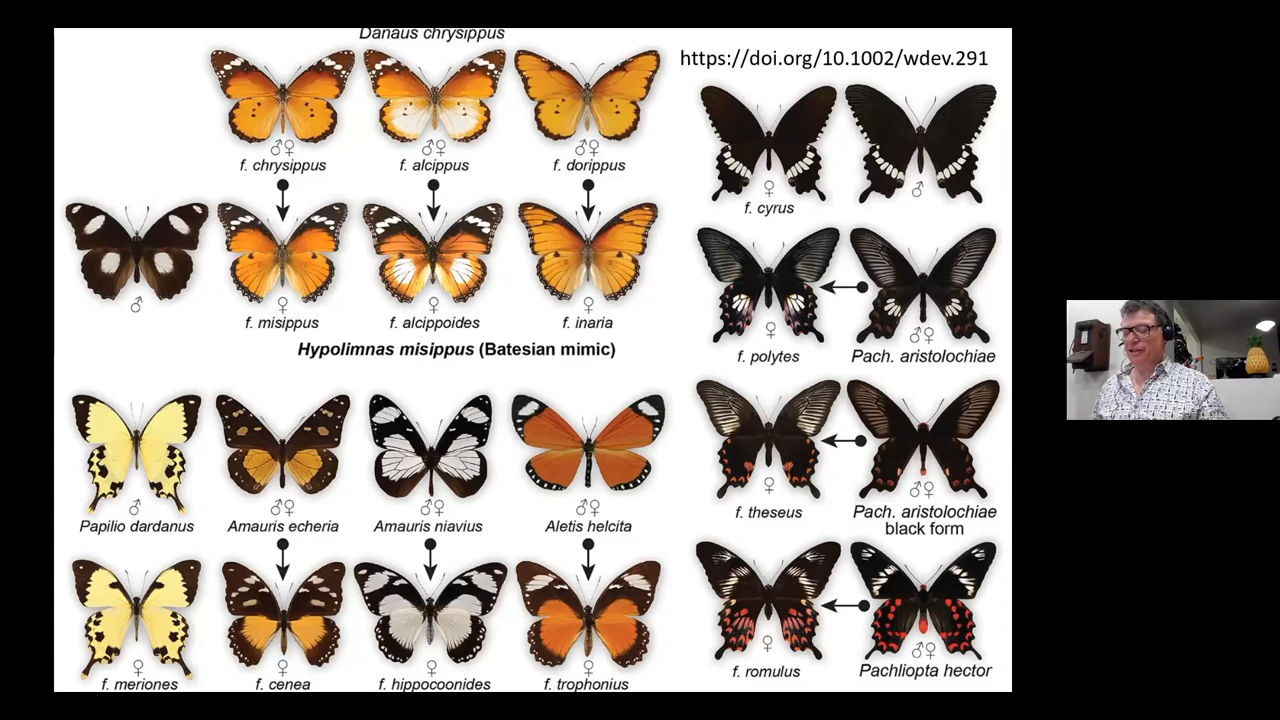 Danaus chrysippus
https://doi.org/10.1002/wdev.291
♂♀ ♂♀ ♂♀
f. chrysippus f. alcippus f. dorippus
♀ ♂
f. cyrus
♂ ♀ ♀ ♀
f. misippus f. alcippoides f. inaria
Hypolimnas misippus (Batesian mimic)
♀ ♂♀
f. polytes Pach. aristolochiae
♂ ♂♀ ♂♀ ♂♀
Papilio dardanus Amauris echeria Amauris niavius Aletis helcita
♀ ♂♀
f. theseus Pach. aristolochiae
black form
♀ ♀ ♀ ♀
f. meriones f. cenea f. hippocoonides f. trophonius
♀ ♂♀
f. romulus Pachliopta hector